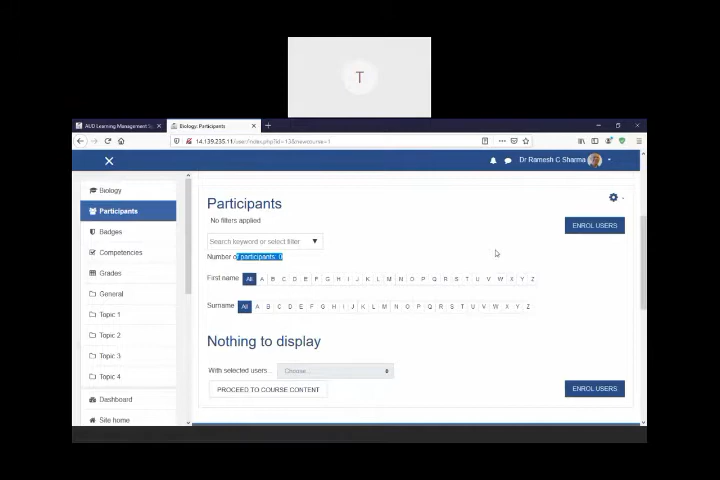 T
AUD Learning Management S
Biology: Participants
14.139.235.11/user/index.php?id=13&newcourse=1
Dr Ramesh C Sharma
Biology
Participants
Badges
Competencies
Grades
General
Topic 1
Topic 2
Topic 3
Topic 4
Dashboard
Site home
Participants
No filters applied
ENROL USERS
Search keyword or select filter
Number of participants: 0
First name All A B C D E F G H I J K L M N O P Q R S T U V W X Y Z
Surname All A B C D E F G H I J K L M N O P Q R S T U V W X Y Z
Nothing to display
With selected users... Choose...
PROCEED TO COURSE CONTENT
ENROL USERS